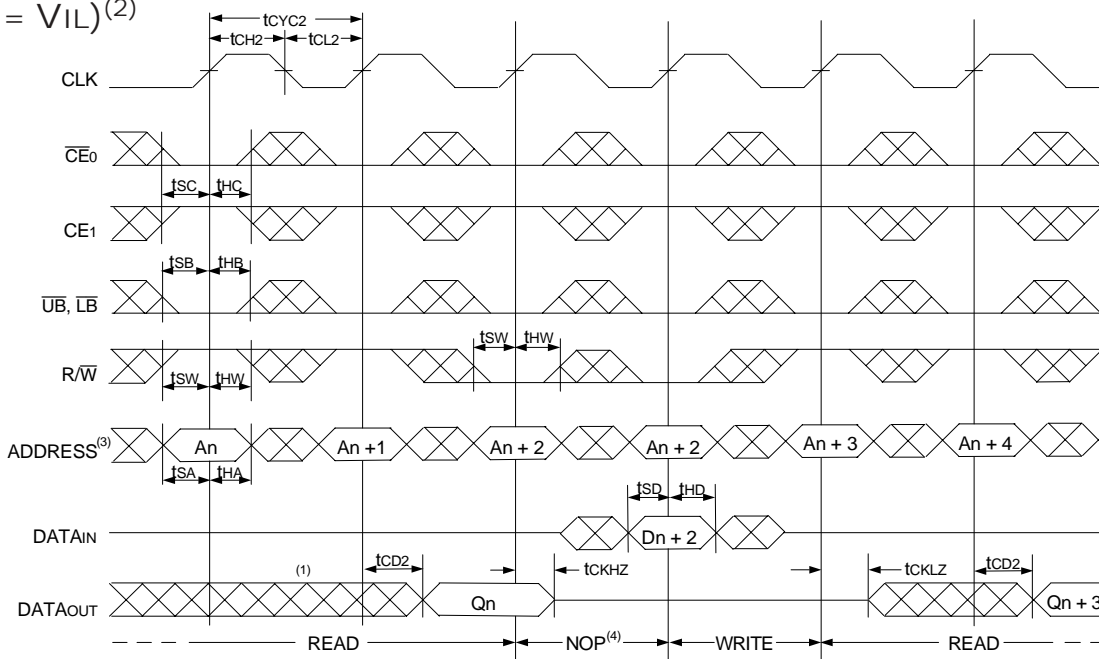 = VIL)(2)
tCYC2
tCH2 tCL2
CLK
CE0
tSC tHC
CE1
tSB tHB
UB, LB
tSW tHW
R/W
tSW tHW
ADDRESS(3) An An +1 An + 2 An + 2 An + 3 An + 4
tSA tHA
tSD tHD
DATAIN Dn + 2
(1) tCD2 tCKHZ tCKLZ tCD2
DATAOUT Qn Qn + 3
READ NOP(4) WRITE READ